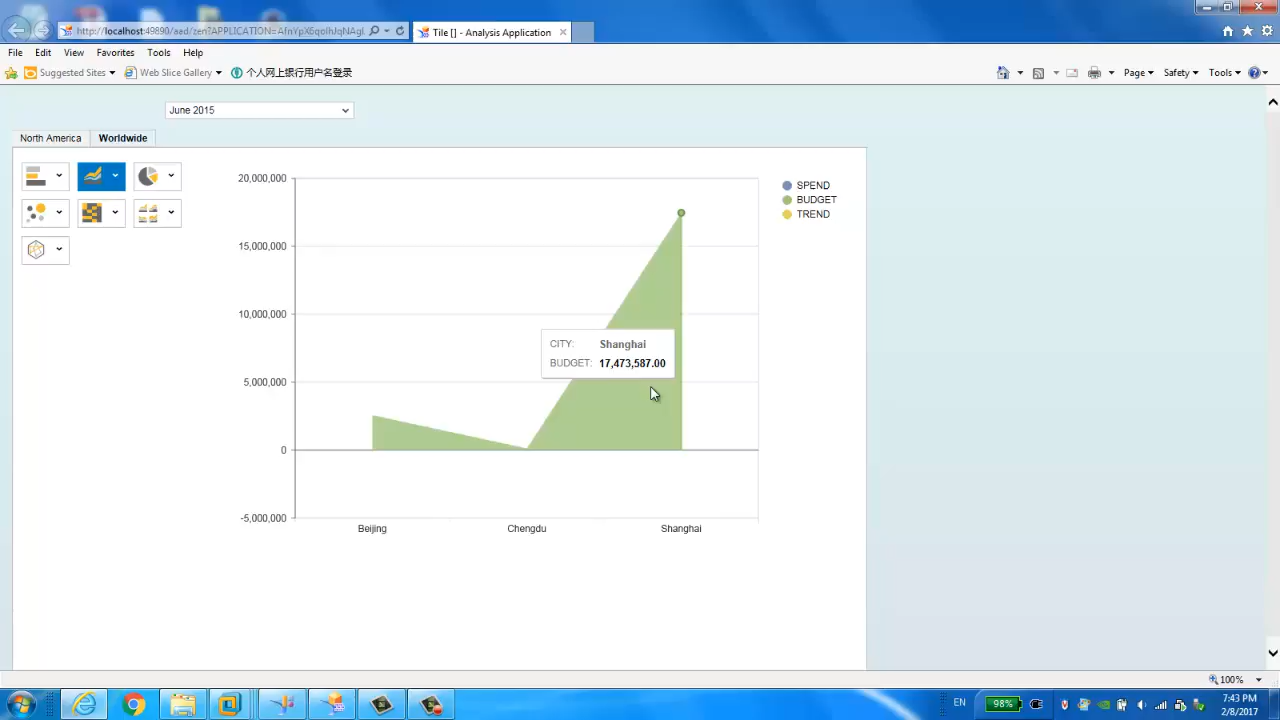 http://localhost:49890/aad/zen?APPLICATION=
Tile [] - Analysis Application
File Edit View Favorites Tools Help
Suggested Sites Web Slice Gallery 个人网上银行用户名登录 Page Safety Tools
June 2015
North America Worldwide
20,000,000
15,000,000
10,000,000
5,000,000
0
-5,000,000
SPEND
BUDGET
TREND
CITY: Shanghai
BUDGET: 17,473,587.00
Beijing Chengdu Shanghai
100%
EN 98% 7:43 PM
2/8/2017